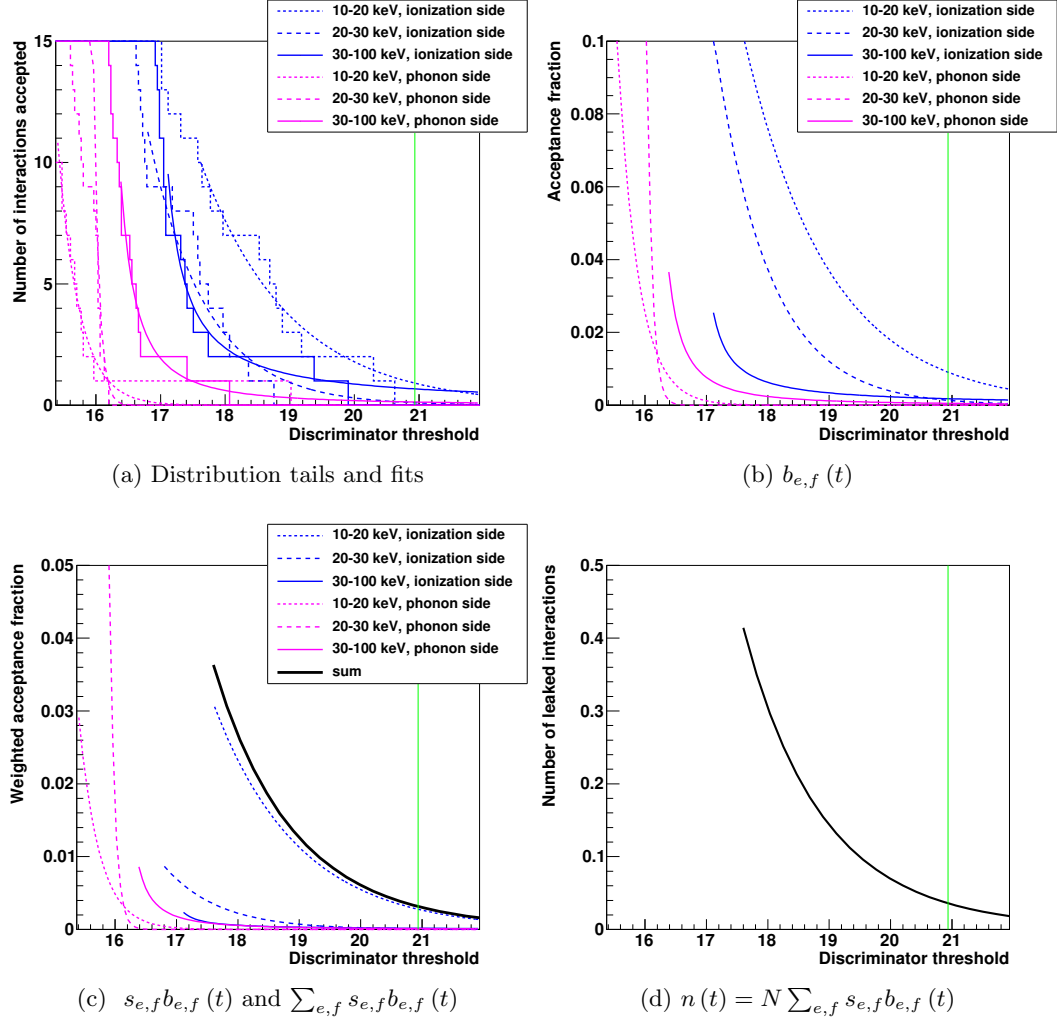 10-20 keV, ionization side
20-30 keV, ionization side
30-100 keV, ionization side
10-20 keV, phonon side
20-30 keV, phonon side
30-100 keV, phonon side
Number of interactions accepted
15
10
5
0
16 17 18 19 20 21
Discriminator threshold
(a) Distribution tails and fits
10-20 keV, ionization side
20-30 keV, ionization side
30-100 keV, ionization side
10-20 keV, phonon side
20-30 keV, phonon side
30-100 keV, phonon side
Acceptance fraction
0.1
0.08
0.06
0.04
0.02
0
16 17 18 19 20 21
Discriminator threshold
(b) b_{e,f} (t)
10-20 keV, ionization side
20-30 keV, ionization side
30-100 keV, ionization side
10-20 keV, phonon side
20-30 keV, phonon side
30-100 keV, phonon side
sum
Weighted acceptance fraction
0.05
0.04
0.03
0.02
0.01
0
16 17 18 19 20 21
Discriminator threshold
(c) s_{e,f}b_{e,f} (t) and ∑_{e,f} s_{e,f}b_{e,f} (t)
Number of leaked interactions
0.5
0.4
0.3
0.2
0.1
0
16 17 18 19 20 21
Discriminator threshold
(d) n (t) = N ∑_{e,f} s_{e,f}b_{e,f} (t)